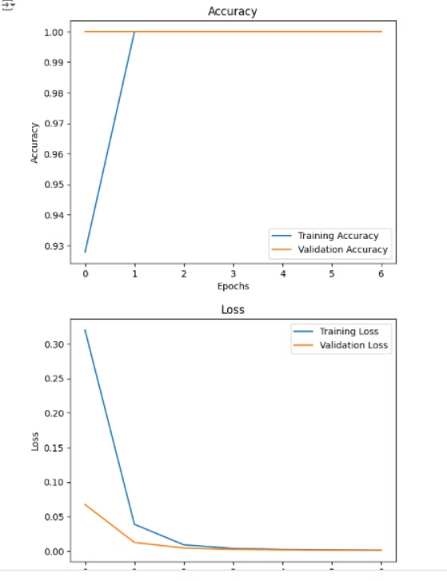 Accuracy
1.00
0.99
0.98
0.97
0.96
0.95
0.94
0.93
Accuracy
0 1 2 3 4 5 6
Epochs
Training Accuracy
Validation Accuracy
Loss
0.30
0.25
0.20
0.15
0.10
0.05
0.00
Loss
Training Loss
Validation Loss